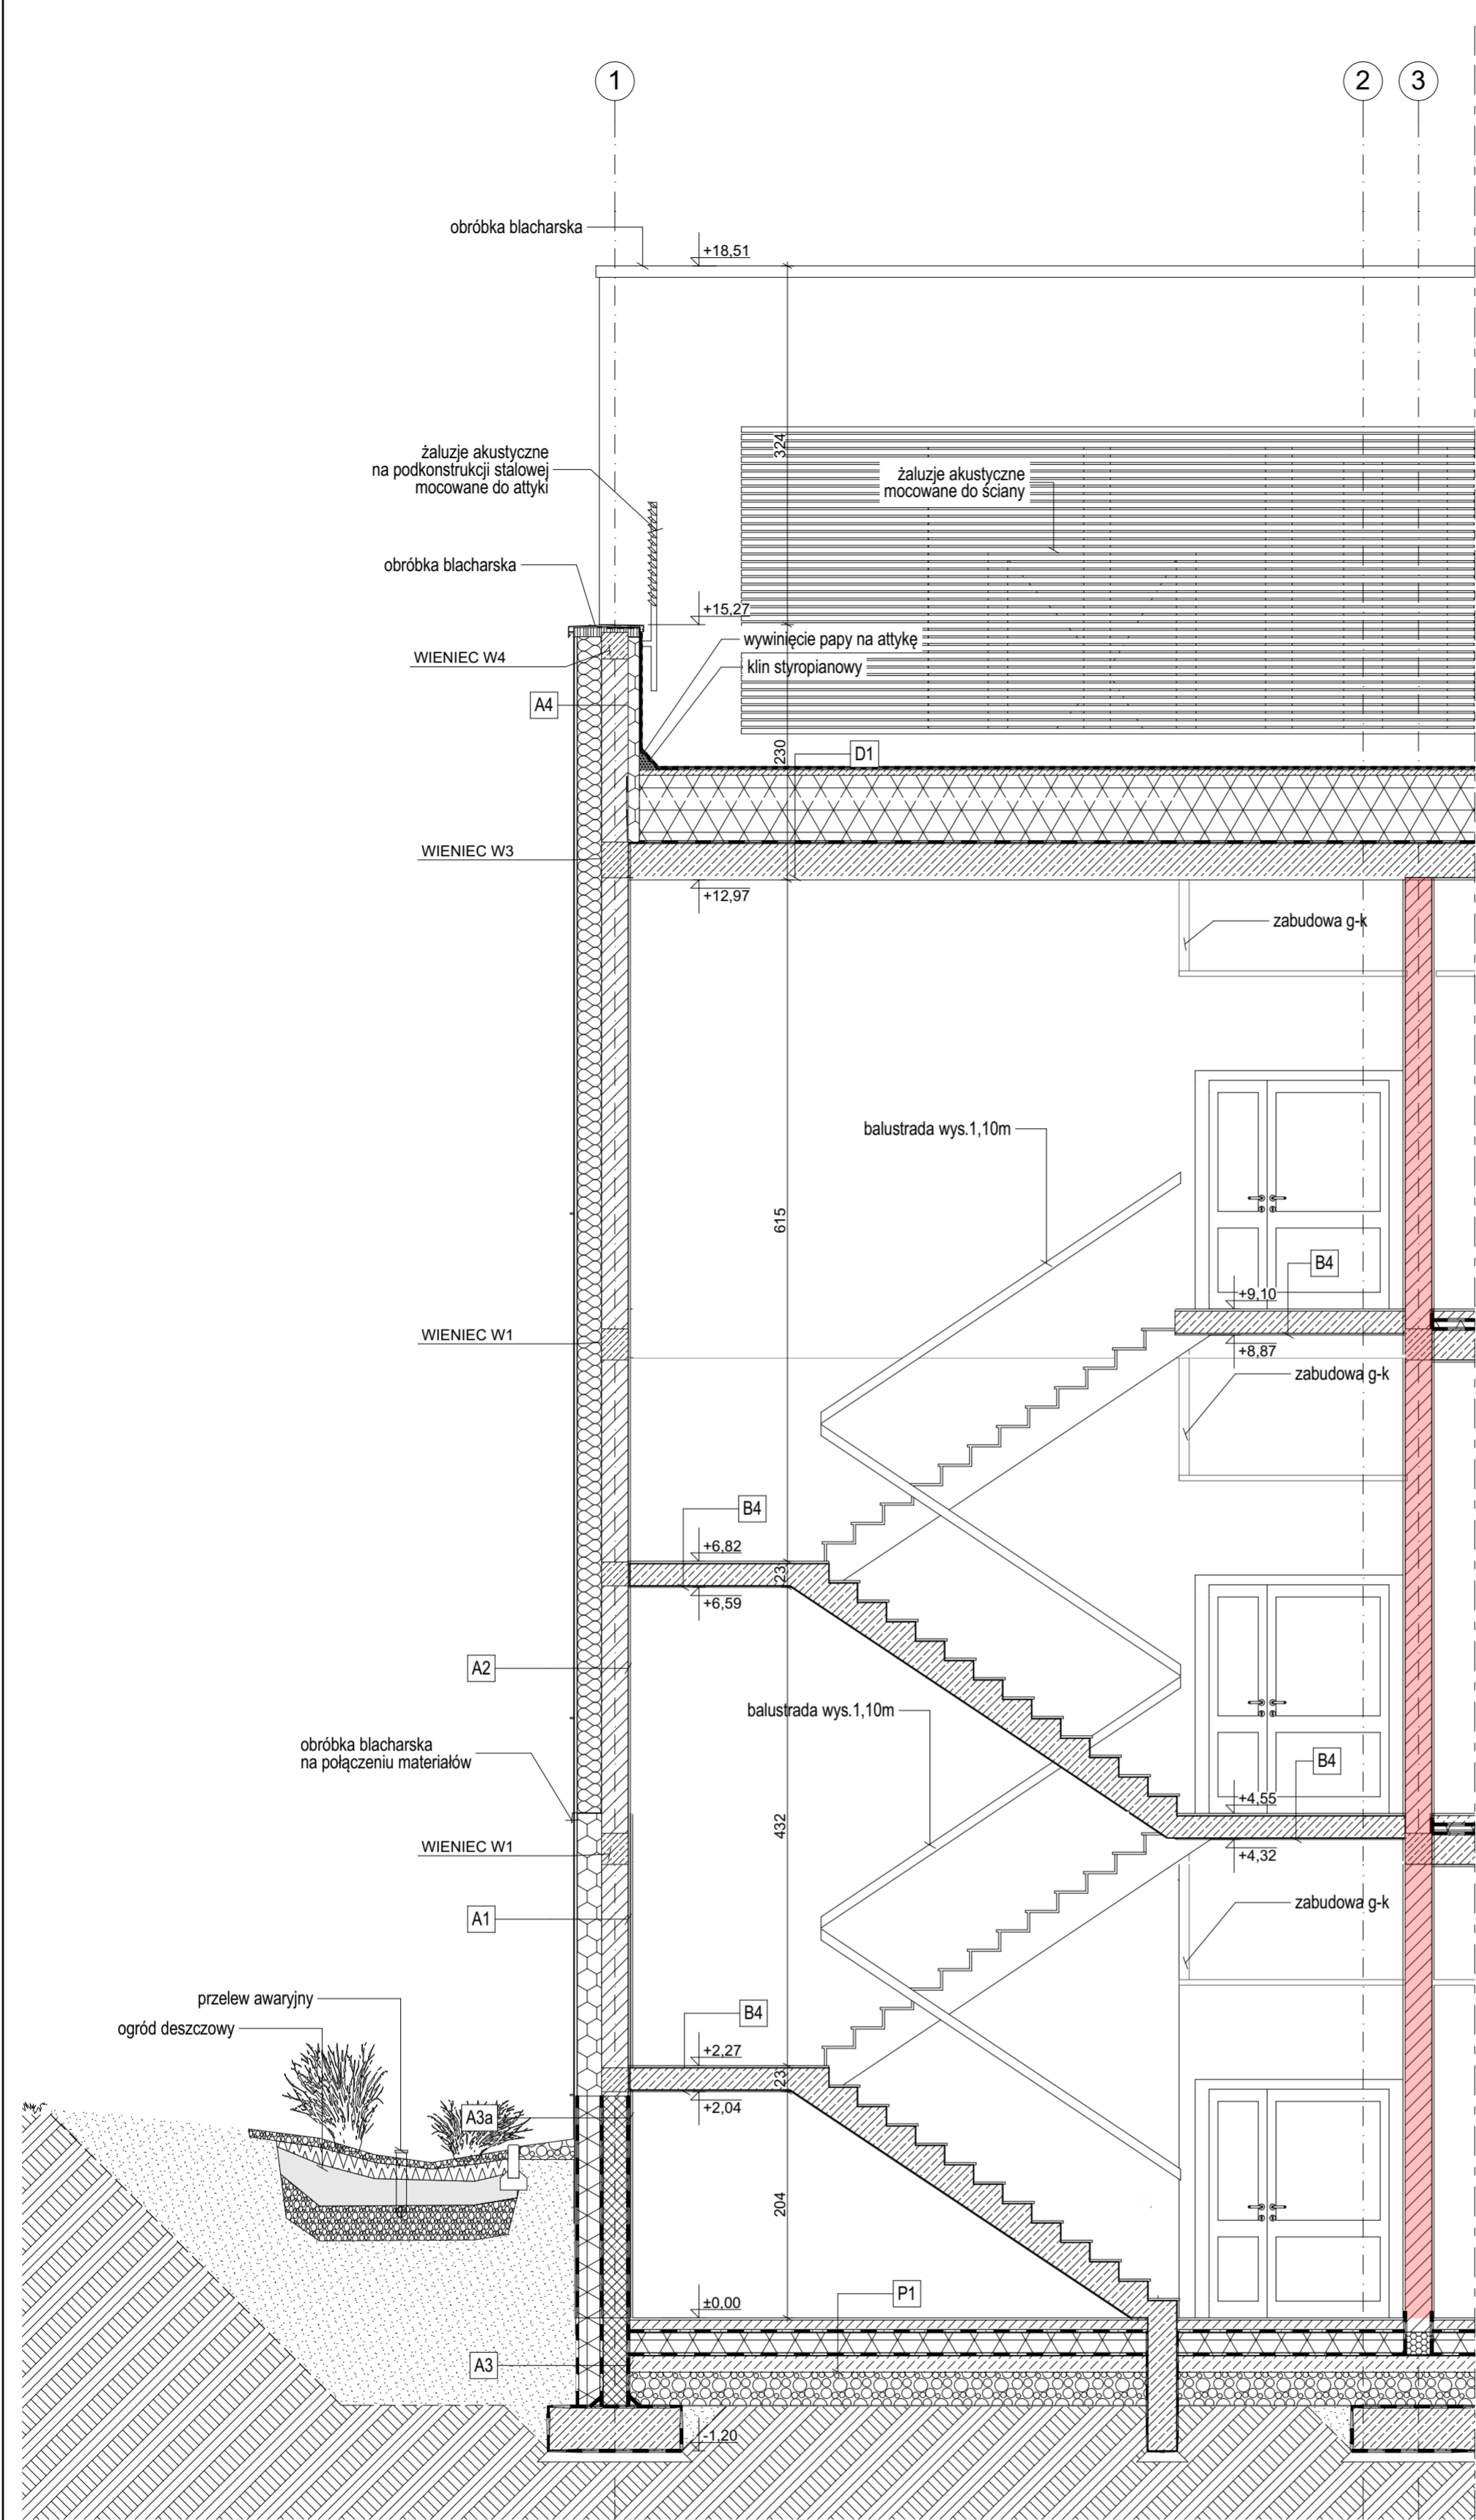 1
2
3
obróbka blacharska
+18,51
324
żaluzje akustyczne
na podkonstrukcji stalowej
mocowane do attyki
żaluzje akustyczne
mocowane do ściany
obróbka blacharska
+15,27
wywinięcie papy na attykę
klin styropianowy
WIENIEC W4
A4
230
D1
WIENIEC W3
+12,97
zabudowa g-k
balustrada wys.1,10m
615
B4
+9,10
WIENIEC W1
+8,87
zabudowa g-k
B4
+6,82
23
+6,59
A2
balustrada wys.1,10m
obróbka blacharska
na połączeniu materiałów
B4
+4,55
432
WIENIEC W1
+4,32
zabudowa g-k
A1
przelew awaryjny
ogród deszczowy
B4
+2,27
23
+2,04
A3a
204
P1
±0,00
A3
-1,20